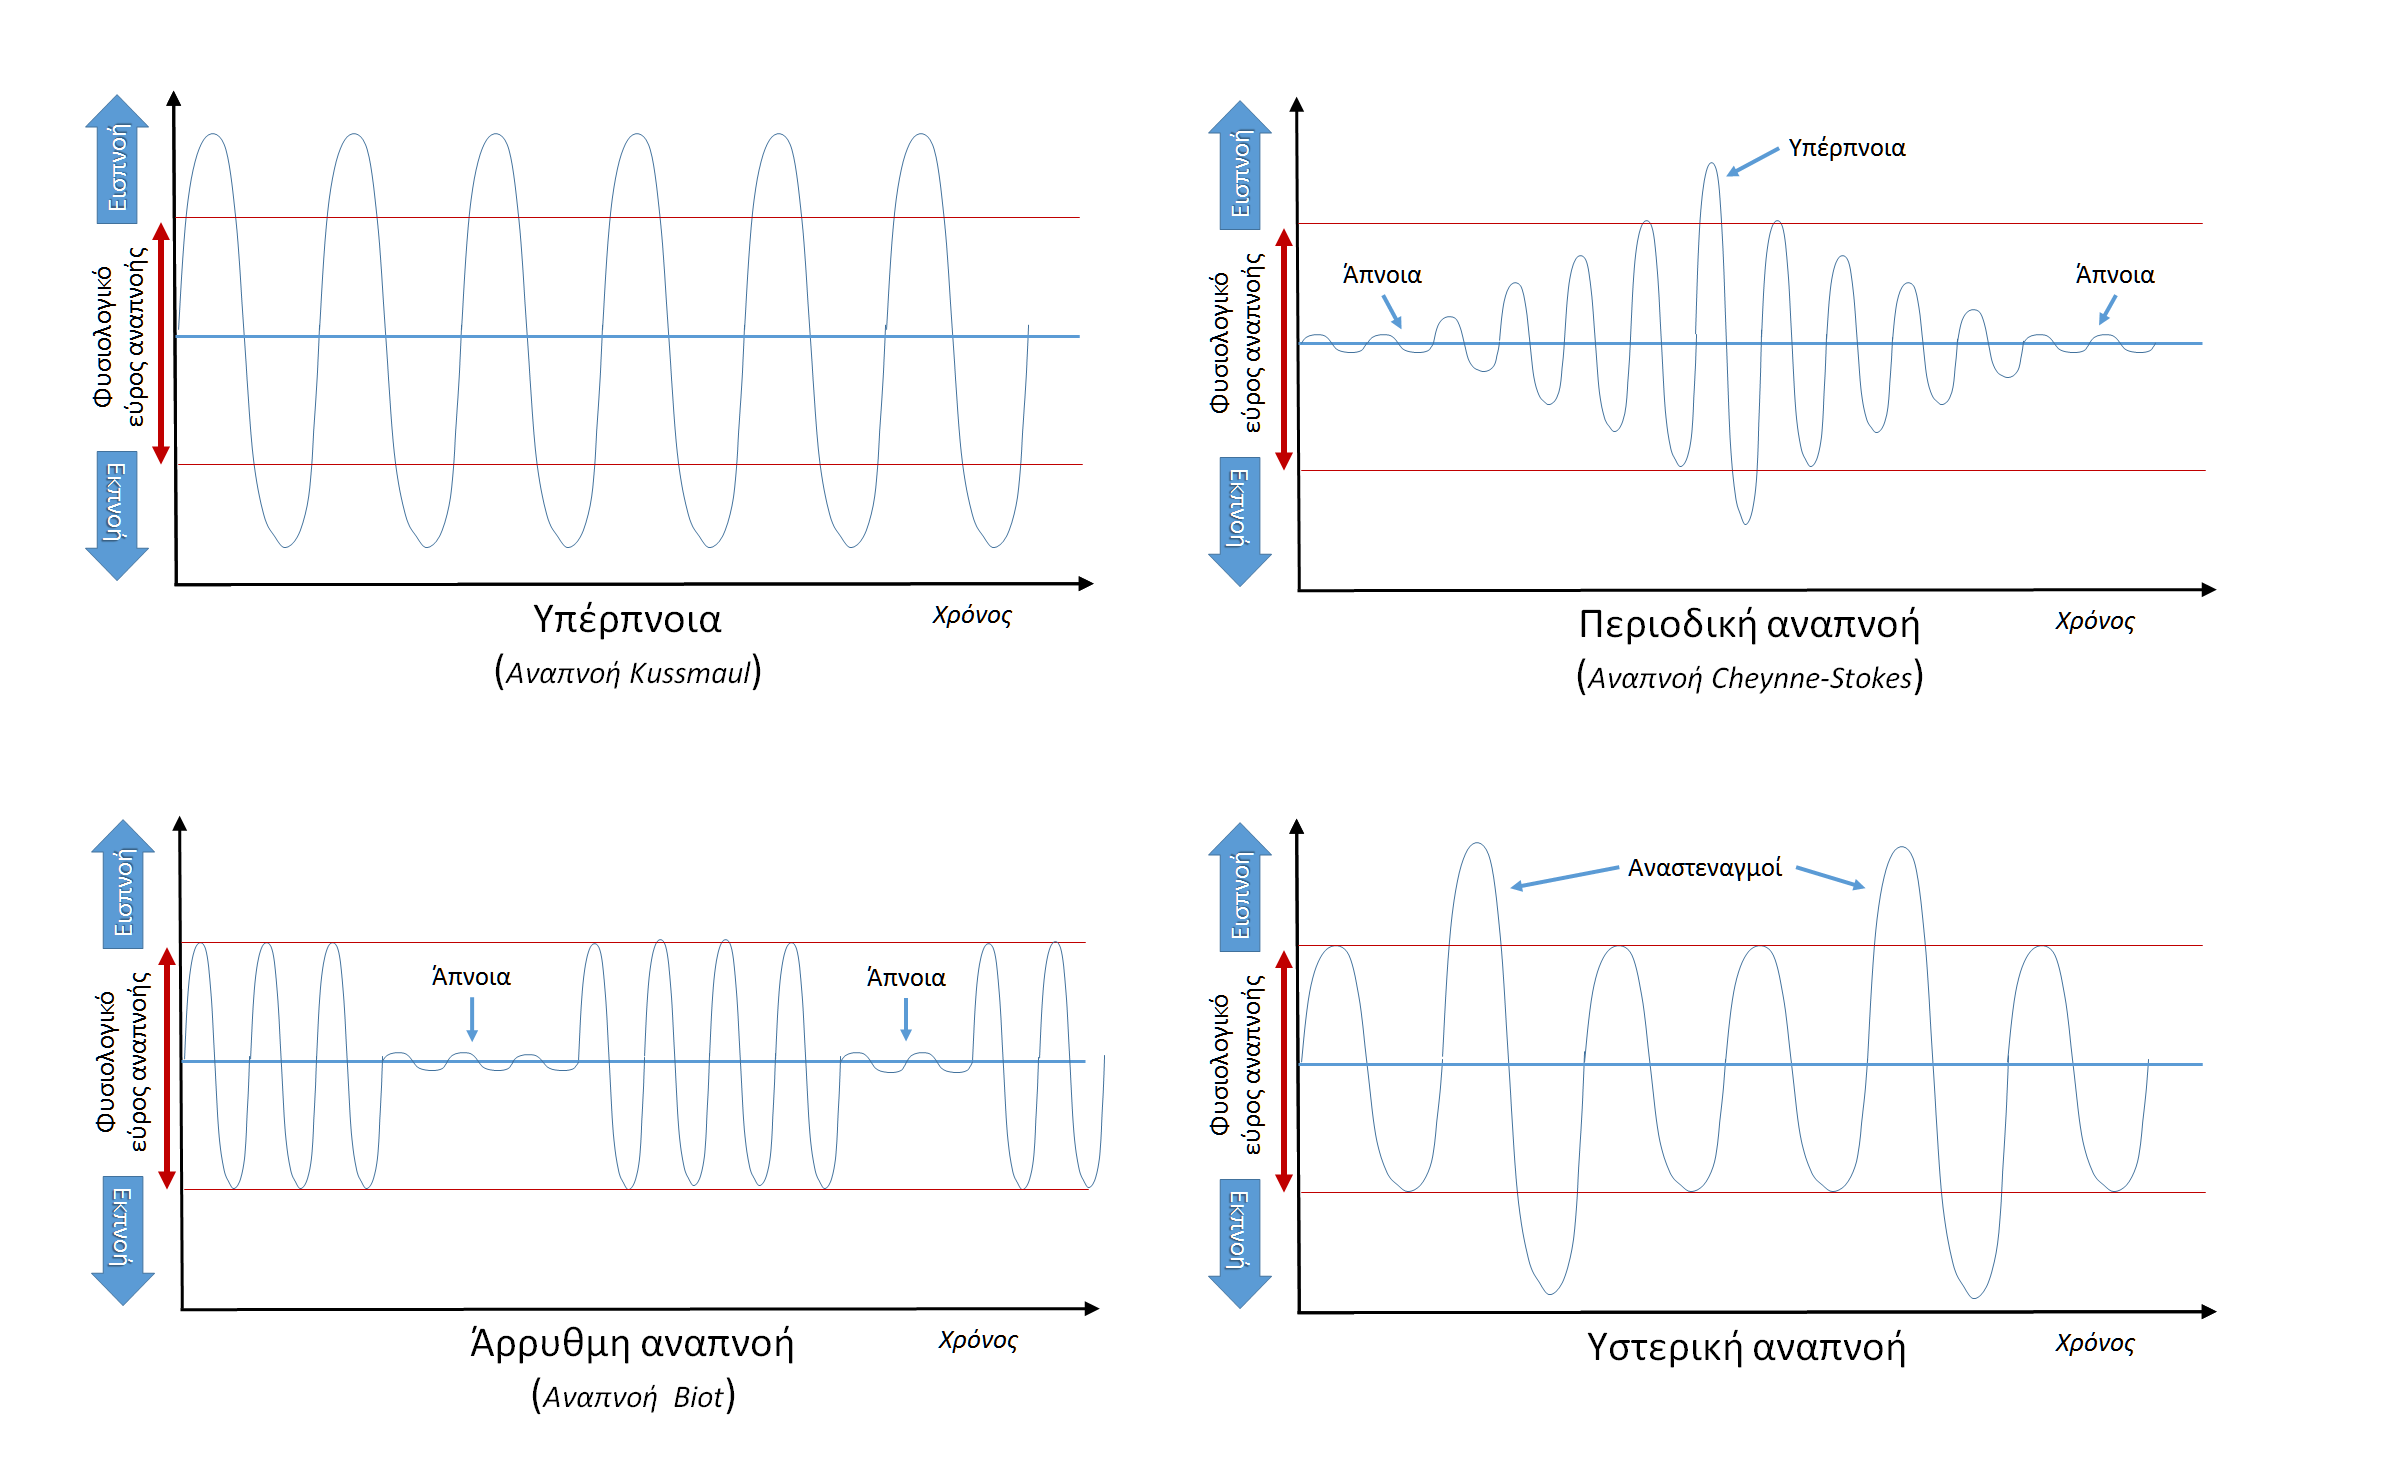 Εισπνοή
Φυσιολογικό
εύρος αναπνοής
Εκπνοή
Υπέρπνοια
(Αναπνοή Kussmaul)
Χρόνος
Εισπνοή
Φυσιολογικό
εύρος αναπνοής
Εκπνοή
Άπνοια
Υπέρπνοια
Άπνοια
Περιοδική αναπνοή
(Αναπνοή Cheynne-Stokes)
Χρόνος
Εισπνοή
Φυσιολογικό
εύρος αναπνοής
Εκπνοή
Άπνοια
Άπνοια
Άρρυθμη αναπνοή
(Αναπνοή Biot)
Χρόνος
Εισπνοή
Φυσιολογικό
εύρος αναπνοής
Εκπνοή
Αναστεναγμοί
Υστερική αναπνοή
Χρόνος